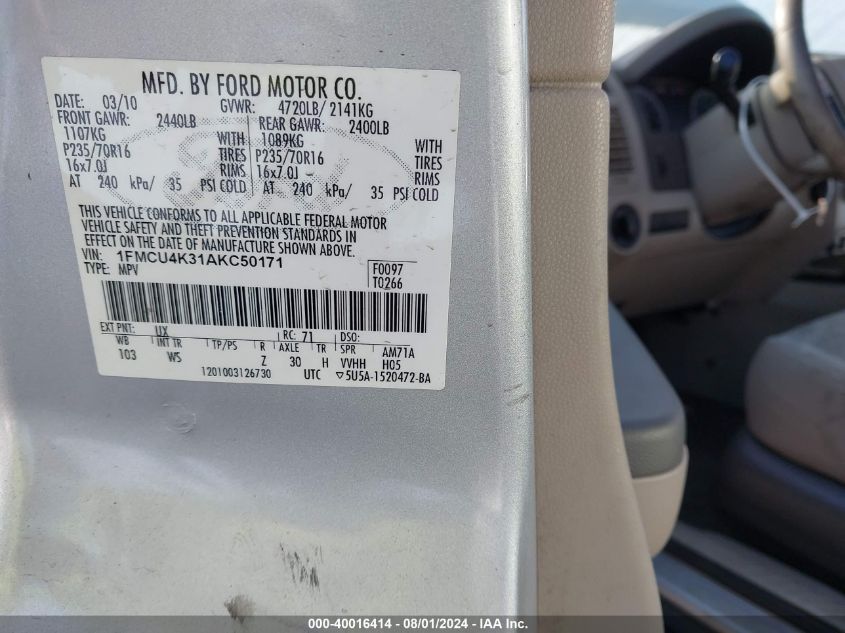 MFD. BY FORD MOTOR CO.
DATE: 03/10 GVWR: 4720LB/ 2141KG
FRONT GAWR: 2440LB REAR GAWR: 2400LB
1107KG WITH 1089KG WITH
P235/70R16 TIRES P235/70R16 TIRES
16x7.0J RIMS 16x7.0J RIMS
AT 240 kPa/ 35 PSI COLD AT 240 kPa/ 35 PSI COLD
THIS VEHICLE CONFORMS TO ALL APPLICABLE FEDERAL MOTOR
VEHICLE SAFETY AND THEFT PREVENTION STANDARDS IN
EFFECT ON THE DATE OF MANUFACTURE SHOWN ABOVE.
VIN: 1FMCU4K31AKC50171
TYPE: MPV
F0097
T0266
EXT PNT: UX RC: 71 DSO:
WB INT TR TP/PS R AXLE TR SPR AM71A
103 WS Z 30 H VVHH H05
1201003126730 UTC ▽5U5A-1520472-BA
000-40016414 - 08/01/2024 - IAA Inc.